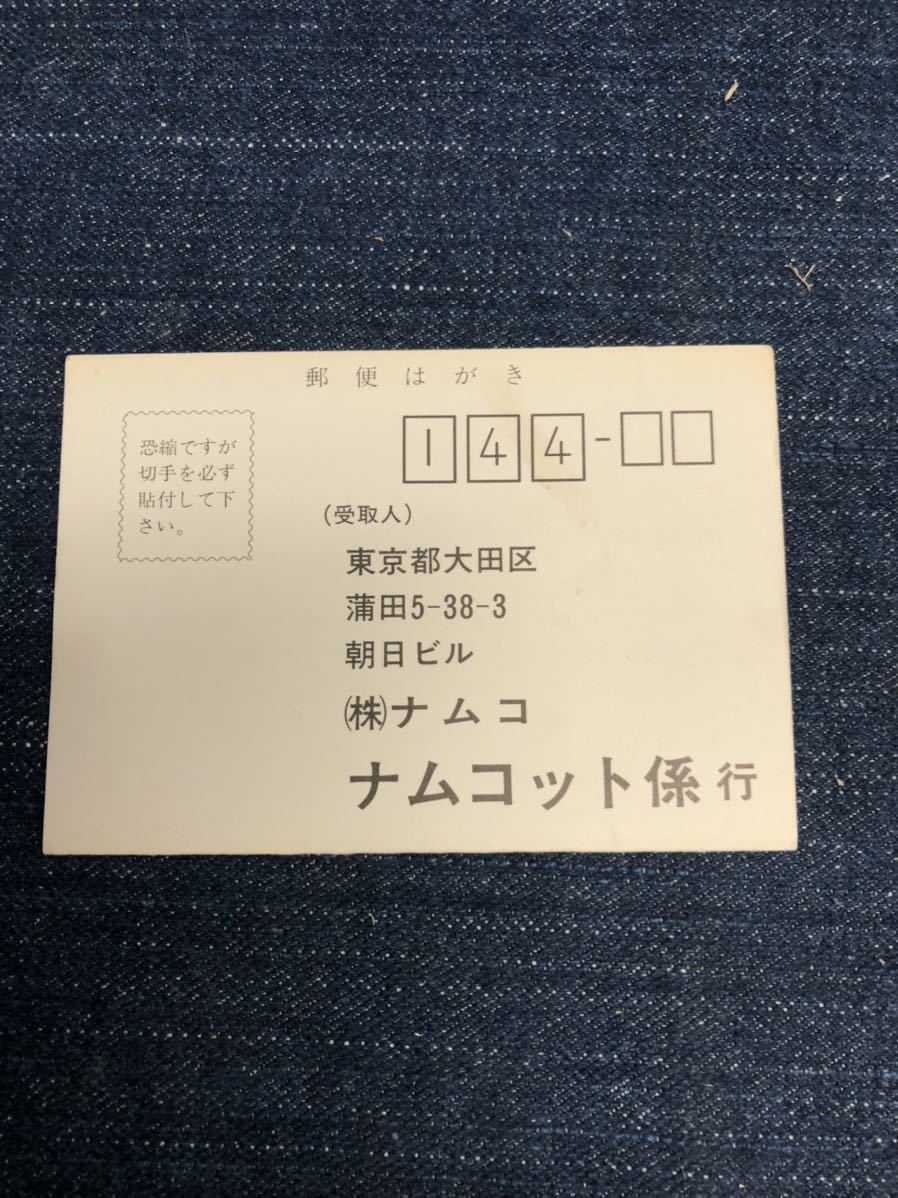 郵便はがき
恐縮ですが
切手を必ず
貼付して下
さい。
144-
(受取人)
東京都大田区
蒲田5-38-3
朝日ビル
㈱ナムコ
ナムコット係 行